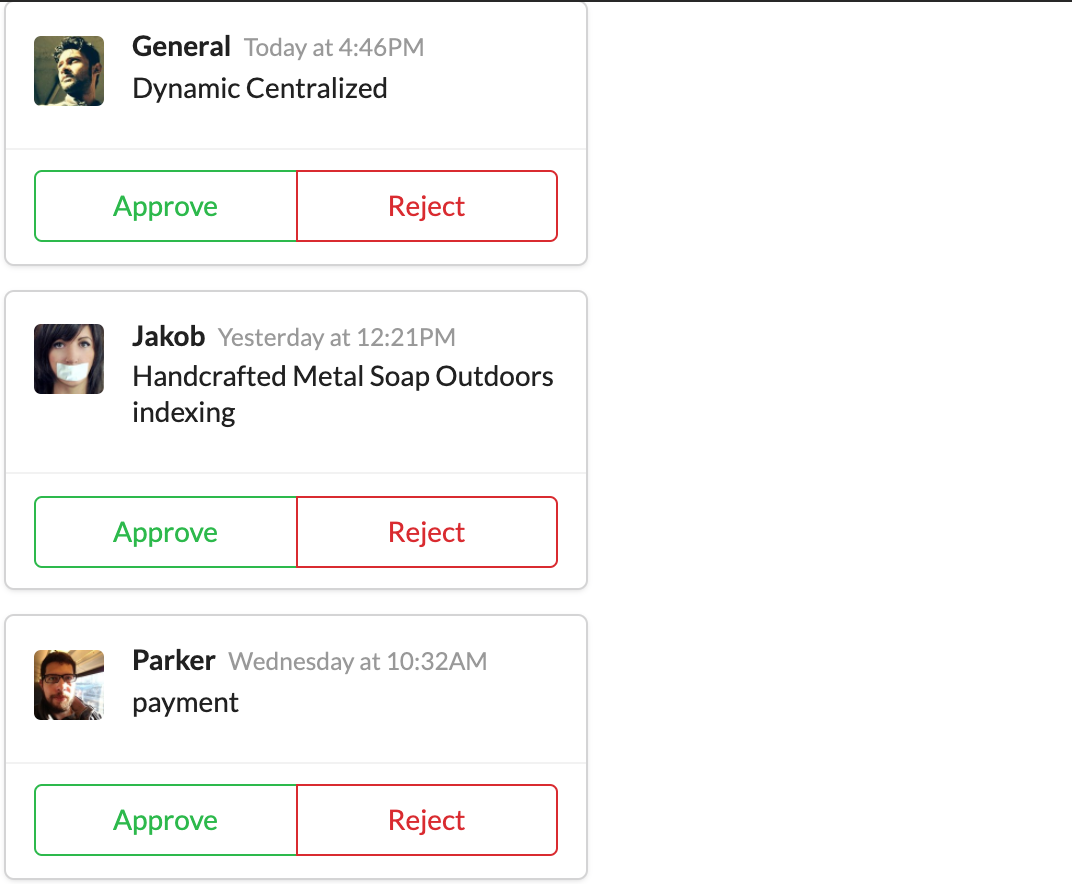 General Today at 4:46PM
Dynamic Centralized
Approve Reject
Jakob Yesterday at 12:21PM
Handcrafted Metal Soap Outdoors
indexing
Approve Reject
Parker Wednesday at 10:32AM
payment
Approve Reject